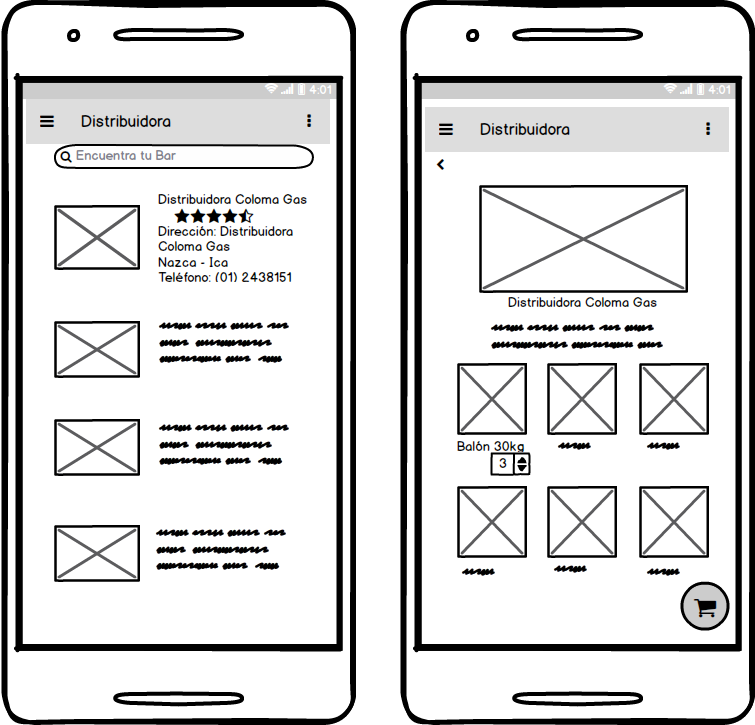 4:01
Distribuidora
Encuentra tu Bar
Distribuidora Coloma Gas
Dirección: Distribuidora
Coloma Gas
Nazca - Ica
Teléfono: (01) 2438151
4:01
Distribuidora
Distribuidora Coloma Gas
Balón 30kg
3